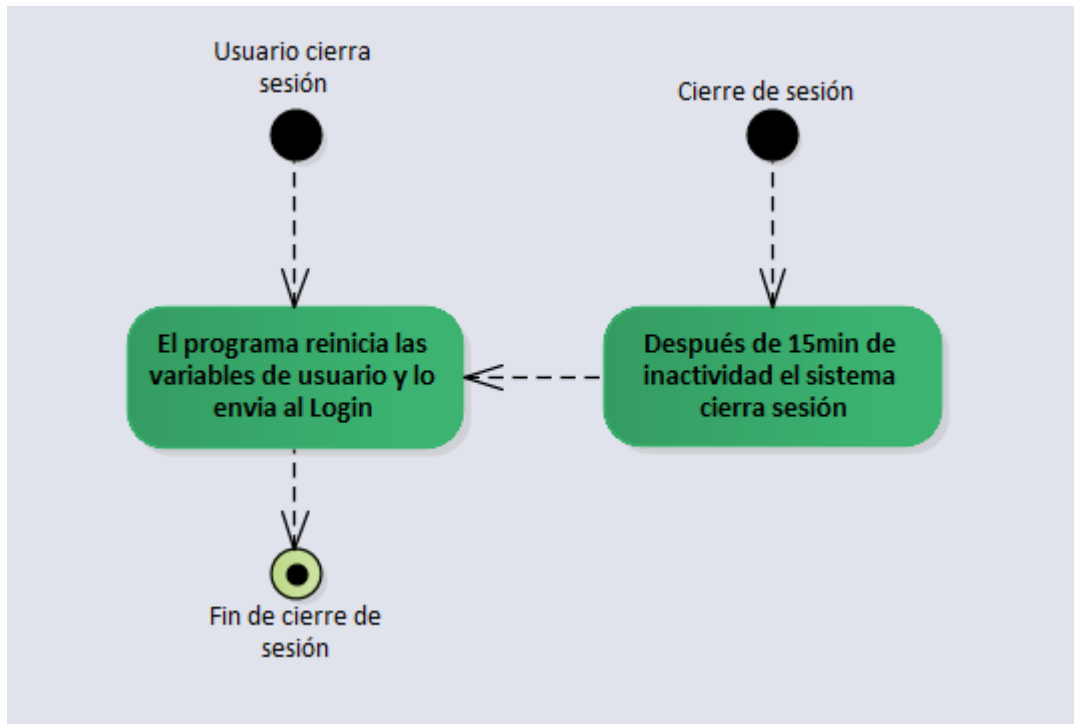 Usuario cierra
sesión
Cierre de sesión
El programa reinicia las
variables de usuario y lo
envia al Login
Después de 15min de
inactividad el sistema
cierra sesión
Fin de cierre de
sesión